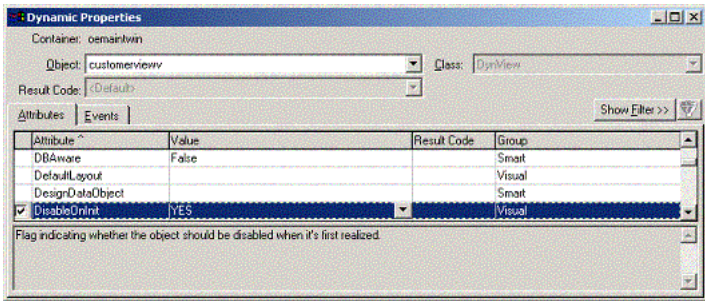 Dynamic Properties
Container: oemaintwin
Object: customerviewv Class: DynView
Result Code: <Default>
Attributes Events Show Filter >>
Attribute ^ Value Result Code Group
DBAware False Smart
DefaultLayout Visual
DesignDataObject Smart
DisableOnInit YES Visual
Flag indicating whether the object should be disabled when it's first realized.